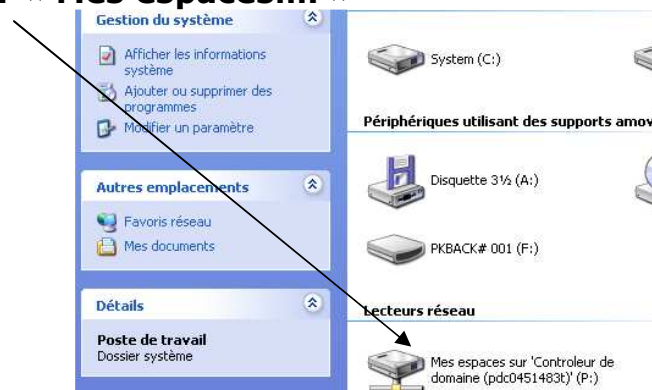 « Mes espaces…. »
Gestion du système
Afficher les informations
système
Ajouter ou supprimer des
programmes
Modifier un paramètre
Autres emplacements
Favoris réseau
Mes documents
Détails
Poste de travail
Dossier système
System (C:)
Périphériques utilisant des supports amov
Disquette 3½ (A:)
PKBACK# 001 (F:)
Lecteurs réseau
Mes espaces sur 'Controleur de
domaine (pdc0451483t)' (P:)